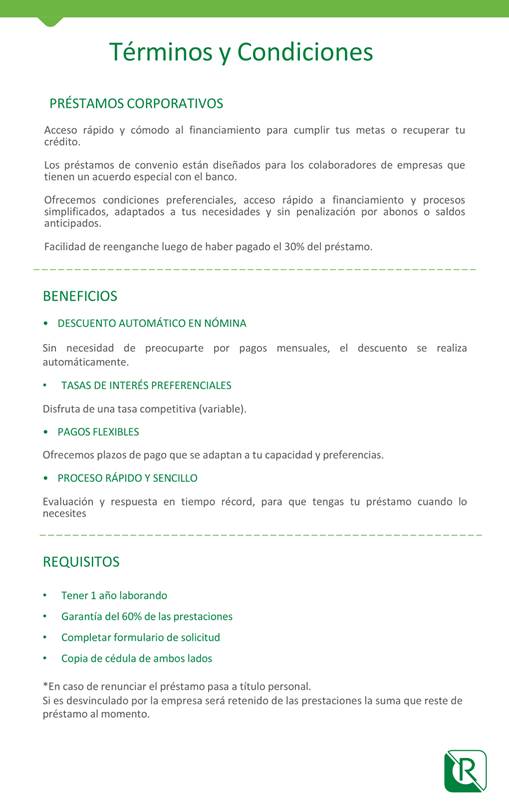 Términos y Condiciones
PRÉSTAMOS CORPORATIVOS
Acceso rápido y cómodo al financiamiento para cumplir tus metas o recuperar tu
crédito.
Los préstamos de convenio están diseñados para los colaboradores de empresas que
tienen un acuerdo especial con el banco.
Ofrecemos condiciones preferenciales, acceso rápido a financiamiento y procesos
simplificados, adaptados a tus necesidades y sin penalización por abonos o saldos
anticipados.
Facilidad de reenganche luego de haber pagado el 30% del préstamo.
BENEFICIOS
• DESCUENTO AUTOMÁTICO EN NÓMINA
Sin necesidad de preocuparte por pagos mensuales, el descuento se realiza
automáticamente.
• TASAS DE INTERÉS PREFERENCIALES
Disfruta de una tasa competitiva (variable).
• PAGOS FLEXIBLES
Ofrecemos plazos de pago que se adaptan a tu capacidad y preferencias.
• PROCESO RÁPIDO Y SENCILLO
Evaluación y respuesta en tiempo récord, para que tengas tu préstamo cuando lo
necesites
REQUISITOS
• Tener 1 año laborando
• Garantía del 60% de las prestaciones
• Completar formulario de solicitud
• Copia de cédula de ambos lados
*En caso de renunciar el préstamo pasa a título personal.
Si es desvinculado por la empresa será retenido de las prestaciones la suma que reste de
préstamo al momento.
R